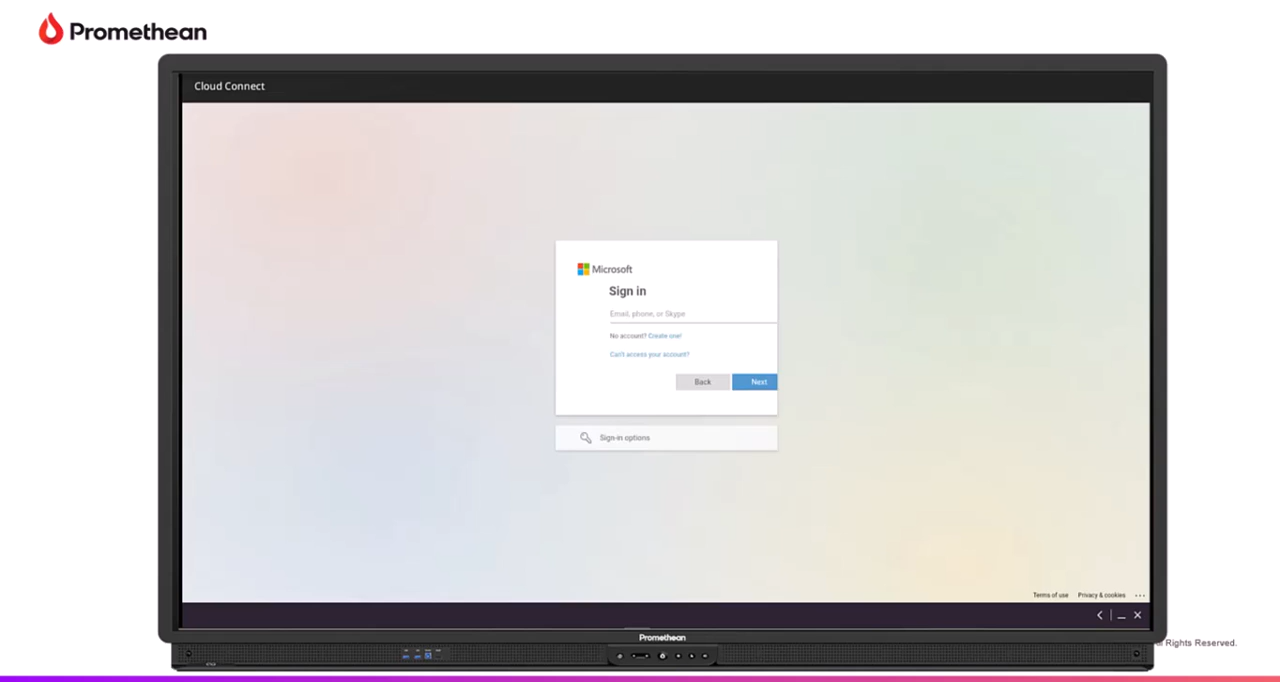 Promethean
Cloud Connect
Microsoft
Sign in
Email, phone, or Skype
No account? Create one!
Can't access your account?
Back
Next
Sign-in options
Terms of use
Privacy & cookies
Promethean
Rights Reserved.